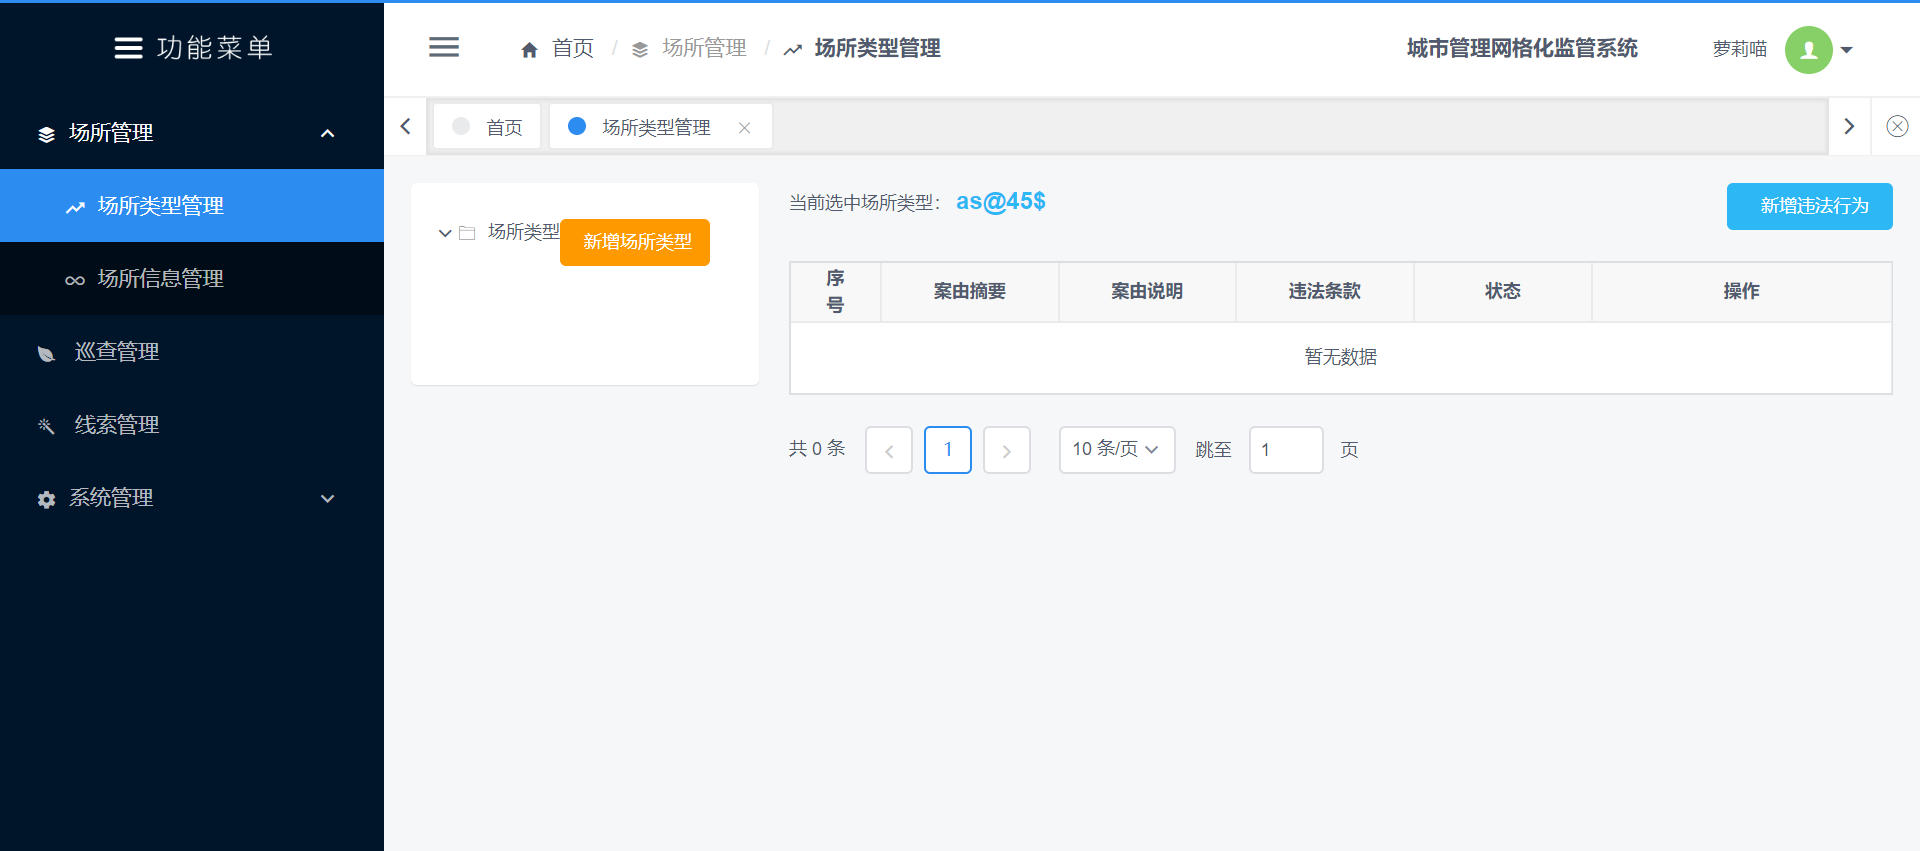 功能菜单
首页 / 场所管理 / 场所类型管理
城市管理网格化监管系统
萝莉喵
场所管理
场所类型管理
场所信息管理
巡查管理
线索管理
系统管理
首页
场所类型管理
场所类型
新增场所类型
当前选中场所类型: as@45$
新增违法行为
序号 案由摘要 案由说明 违法条款 状态 操作
暂无数据
共 0 条 1 10 条/页 跳至 1 页